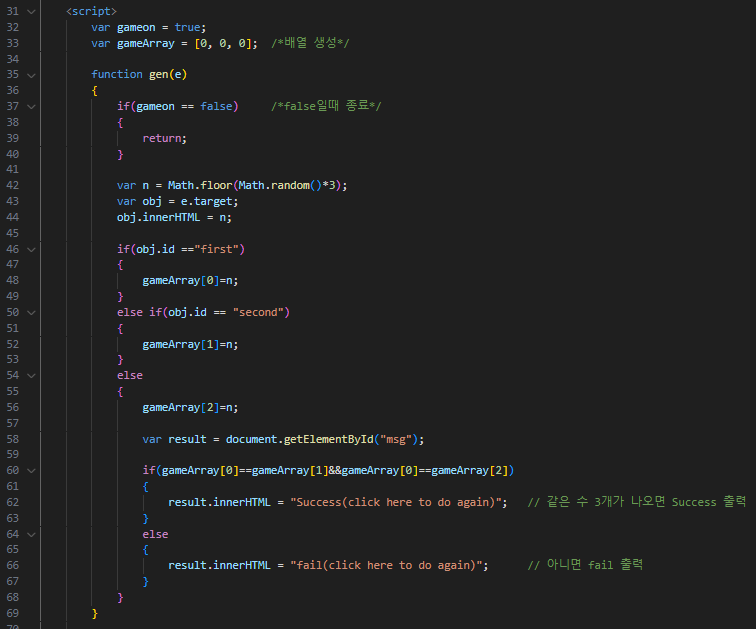 31 <script>
32 var gameon = true;
33 var gameArray = [0, 0, 0]; /*배열 생성*/
34
35 function gen(e)
36 {
37 if(gameon == false) /*false일때 종료*/
38 {
39 return;
40 }
41
42 var n = Math.floor(Math.random()*3);
43 var obj = e.target;
44 obj.innerHTML = n;
45
46 if(obj.id =="first")
47 {
48 gameArray[0]=n;
49 }
50 else if(obj.id == "second")
51 {
52 gameArray[1]=n;
53 }
54 else
55 {
56 gameArray[2]=n;
57
58 var result = document.getElementById("msg");
59
60 if(gameArray[0]==gameArray[1]&&gameArray[0]==gameArray[2])
61 {
62 result.innerHTML = "Success(click here to do again)"; // 같은 수 3개가 나오면 Success 출력
63 }
64 else
65 {
66 result.innerHTML = "fail(click here to do again)"; // 아니면 fail 출력
67 }
68 }
69 }
70